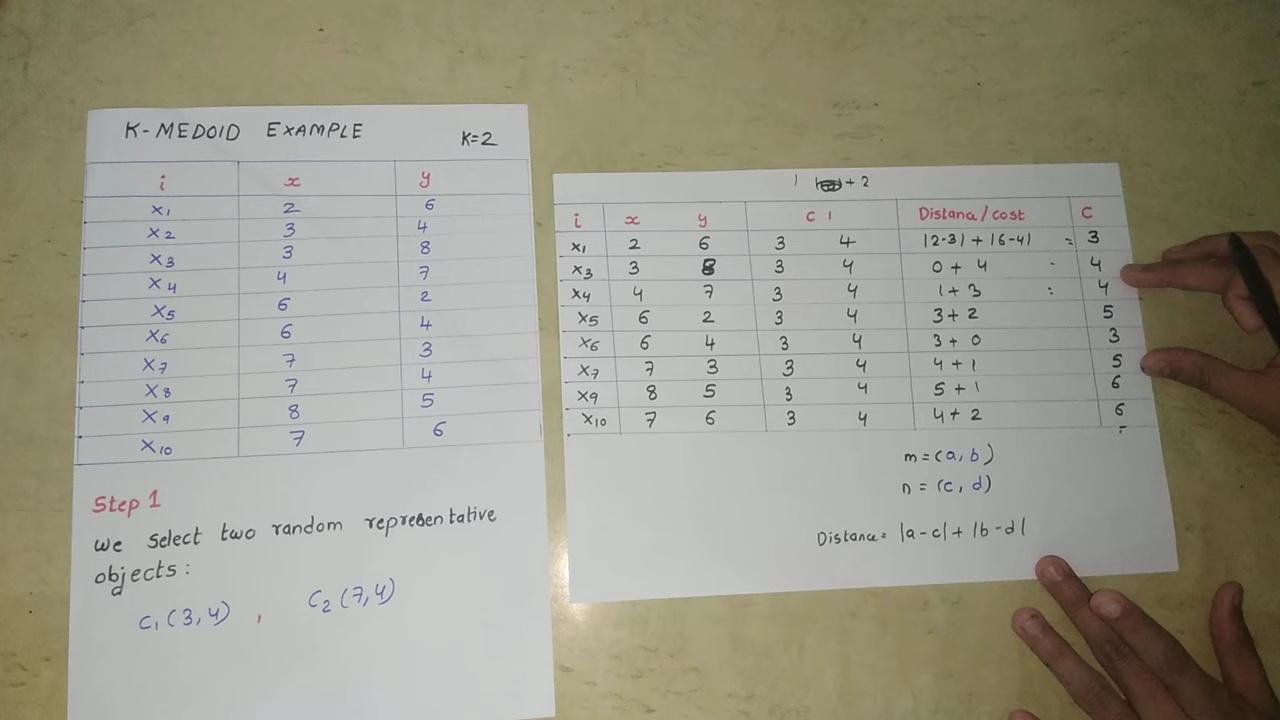 K-MEDOID EXAMPLE K=2
i x y
x1 2 6
x2 3 4
x3 3 8
x4 4 7
x5 6 2
x6 6 4
x7 7 3
x8 7 4
x9 8 5
x10 7 6
Step 1
We select two random representative
objects:
C1(3,4) , C2(7,4)
1 + 2
i x y C1 Distana/cost C
x1 2 6 3 4 |2-3| + |6-4| = 3
x3 3 8 3 4 0 + 4 - 4
x4 4 7 3 4 1 + 3 : 4
x5 6 2 3 4 3 + 2 5
x6 6 4 3 4 3 + 0 3
x7 7 3 3 4 4 + 1 5
x9 8 5 3 4 5 + 1 6
x10 7 6 3 4 4 + 2 6
m = (a, b)
n = (c, d)
Distance = |a - c| + |b - d|